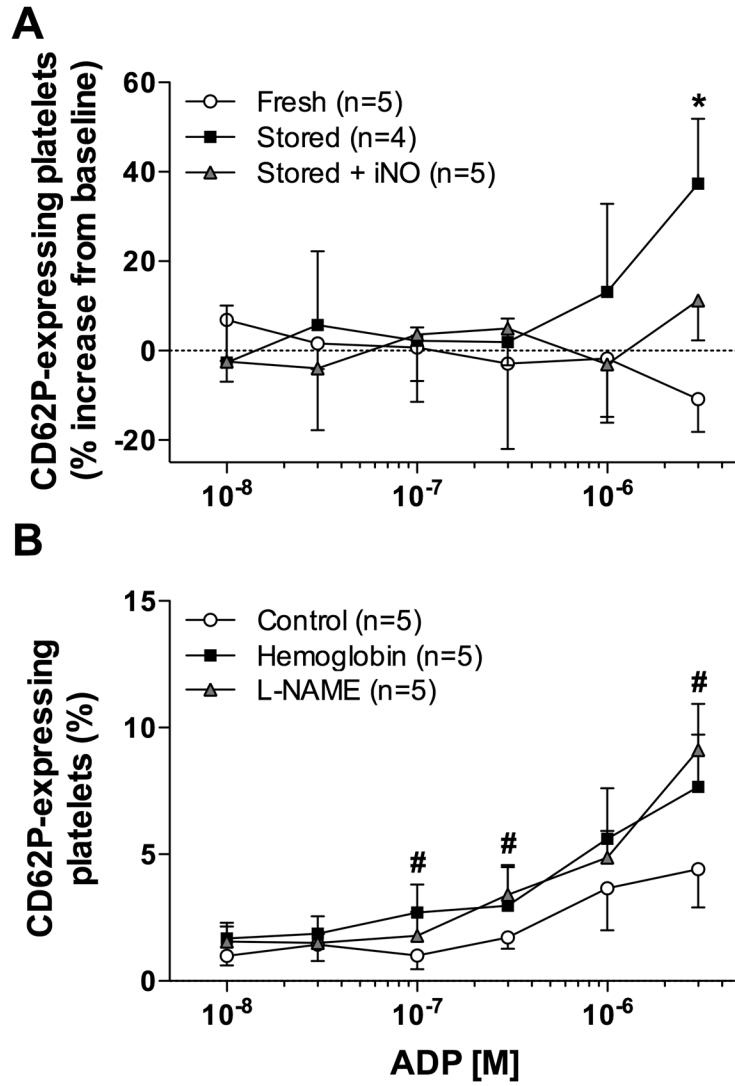 A
CD62P-expressing platelets
(% increase from baseline)
60
40
20
0
-20
Fresh (n=5)
Stored (n=4)
Stored + iNO (n=5)
*
10⁻⁸
10⁻⁷
10⁻⁶
B
CD62P-expressing
platelets (%)
15
10
5
0
Control (n=5)
Hemoglobin (n=5)
L-NAME (n=5)
#
#
#
10⁻⁸
10⁻⁷
10⁻⁶
ADP [M]